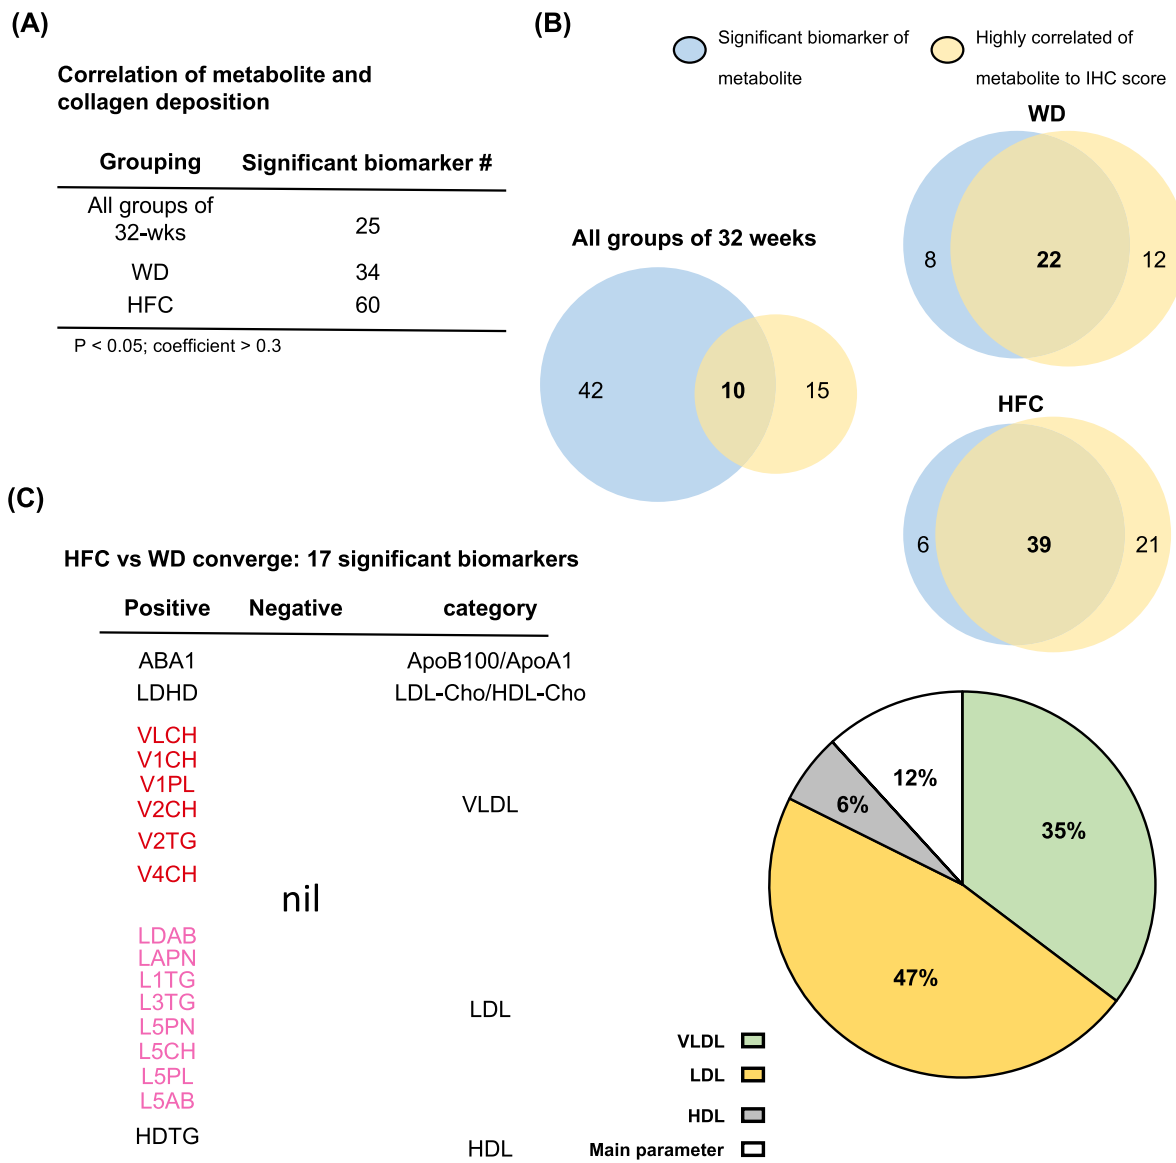 (A)
Correlation of metabolite and
collagen deposition
Grouping Significant biomarker #
All groups of
32-wks 25
WD 34
HFC 60
P < 0.05; coefficient > 0.3
(B)
Significant biomarker of
metabolite
Highly correlated of
metabolite to IHC score
WD
8 22 12
All groups of 32 weeks
42 10 15
HFC
6 39 21
(C)
HFC vs WD converge: 17 significant biomarkers
Positive Negative category
ABA1 ApoB100/ApoA1
LDHD LDL-Cho/HDL-Cho
VLCH
V1CH
V1PL
V2CH
VLDL
V2TG
V4CH
nil
LDAB
LAPN
L1TG
L3TG
LDL
L5PN
L5CH
L5PL
L5AB
HDTG
HDL
12%
6%
35%
47%
VLDL
LDL
HDL
Main parameter